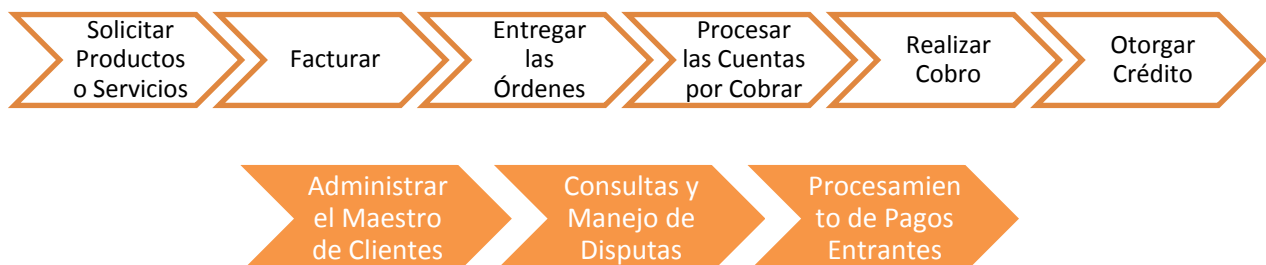 Solicitar
Productos
o Servicios
Facturar
Entregar
las
Órdenes
Procesar
las Cuentas
por Cobrar
Realizar
Cobro
Otorgar
Crédito
Administrar
el Maestro
de Clientes
Consultas y
Manejo de
Disputas
Procesamien
to de Pagos
Entrantes